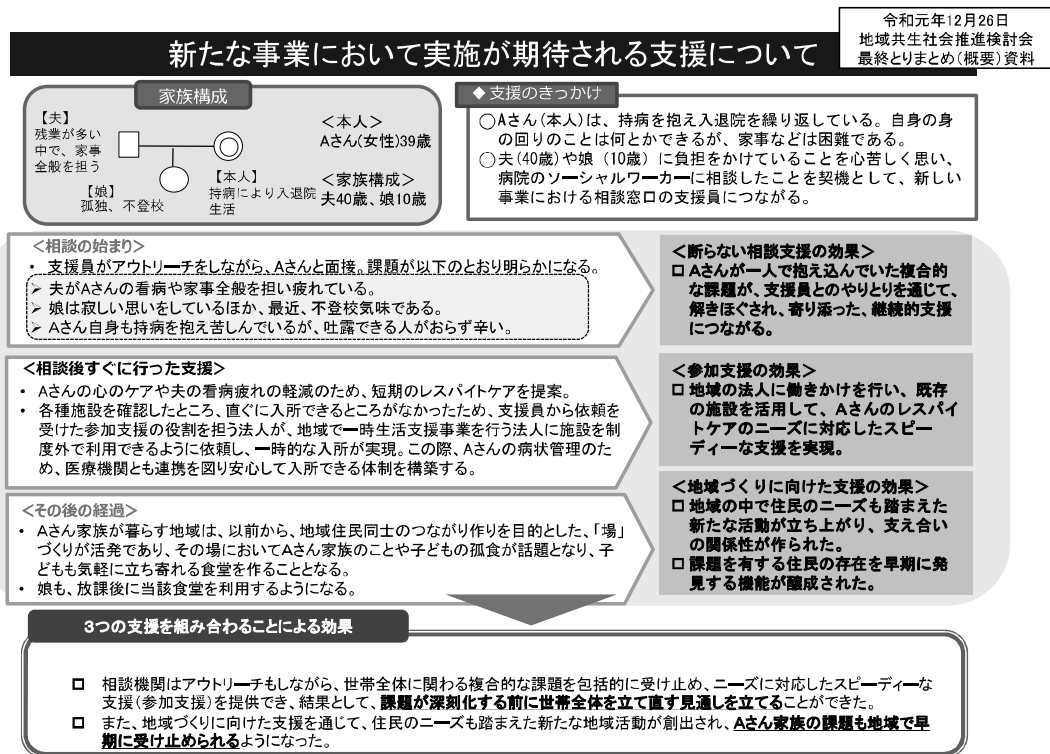 令和元年12月26日
地域共生社会推進検討会
最終とりまとめ(概要)資料
新たな事業において実施が期待される支援について
家族構成
【夫】
残業が多い
中で、家事
全般を担う
【娘】
孤独、不登校
【本人】
持病により入退院
生活
<本人>
Aさん(女性)39歳
<家族構成>
夫40歳、娘10歳
◆支援のきっかけ
○Aさん(本人)は、持病を抱え入退院を繰り返している。自身の身
の回りのことは何とかできるが、家事などは困難である。
○夫(40歳)や娘(10歳)に負担をかけていることを心苦しく思い、
病院のソーシャルワーカーに相談したことを契機として、新しい
事業における相談窓口の支援員につながる。
<相談の始まり>
• 支援員がアウトリーチをしながら、Aさんと面接。課題が以下のとおり明らかになる。
➢ 夫がAさんの看病や家事全般を担い疲れている。
➢ 娘は寂しい思いをしているほか、最近、不登校気味である。
➢ Aさん自身も持病を抱え苦しんでいるが、吐露できる人がおらず辛い。
<断らない相談支援の効果>
□ Aさんが一人で抱え込んでいた複合的
な課題が、支援員とのやりとりを通じて、
解きほぐされ、寄り添った、継続的支援
につながる。
<相談後すぐに行った支援>
• Aさんの心のケアや夫の看病疲れの軽減のため、短期のレスパイトケアを提案。
• 各種施設を確認したところ、直ぐに入所できるところがなかったため、支援員から依頼を
受けた参加支援の役割を担う法人が、地域で一時生活支援事業を行う法人に施設を制
度外で利用できるように依頼し、一時的な入所が実現。この際、Aさんの病状管理のた
め、医療機関とも連携を図り安心して入所できる体制を構築する。
<参加支援の効果>
□ 地域の法人に働きかけを行い、既存
の施設を活用して、Aさんのレスパイ
トケアのニーズに対応したスピー
ディーな支援を実現。
<その後の経過>
• Aさん家族が暮らす地域は、以前から、地域住民同士のつながり作りを目的とした、「場」
づくりが活発であり、その場においてAさん家族のことや子どもの孤食が話題となり、子
どもも気軽に立ち寄れる食堂を作ることとなる。
• 娘も、放課後に当該食堂を利用するようになる。
<地域づくりに向けた支援の効果>
□ 地域の中で住民のニーズも踏まえた
新たな活動が立ち上がり、支え合い
の関係性が作られた。
□ 課題を有する住民の存在を早期に発
見する機能が醸成された。
3つの支援を組み合わることによる効果
□ 相談機関はアウトリーチもしながら、世帯全体に関わる複合的な課題を包括的に受け止め、ニーズに対応したスピーディーな
支援(参加支援)を提供でき、結果として、課題が深刻化する前に世帯全体を立て直す見通しを立てることができた。
□ また、地域づくりに向けた支援を通じて、住民のニーズも踏まえた新たな地域活動が創出され、Aさん家族の課題も地域で早
期に受け止められるようになった。